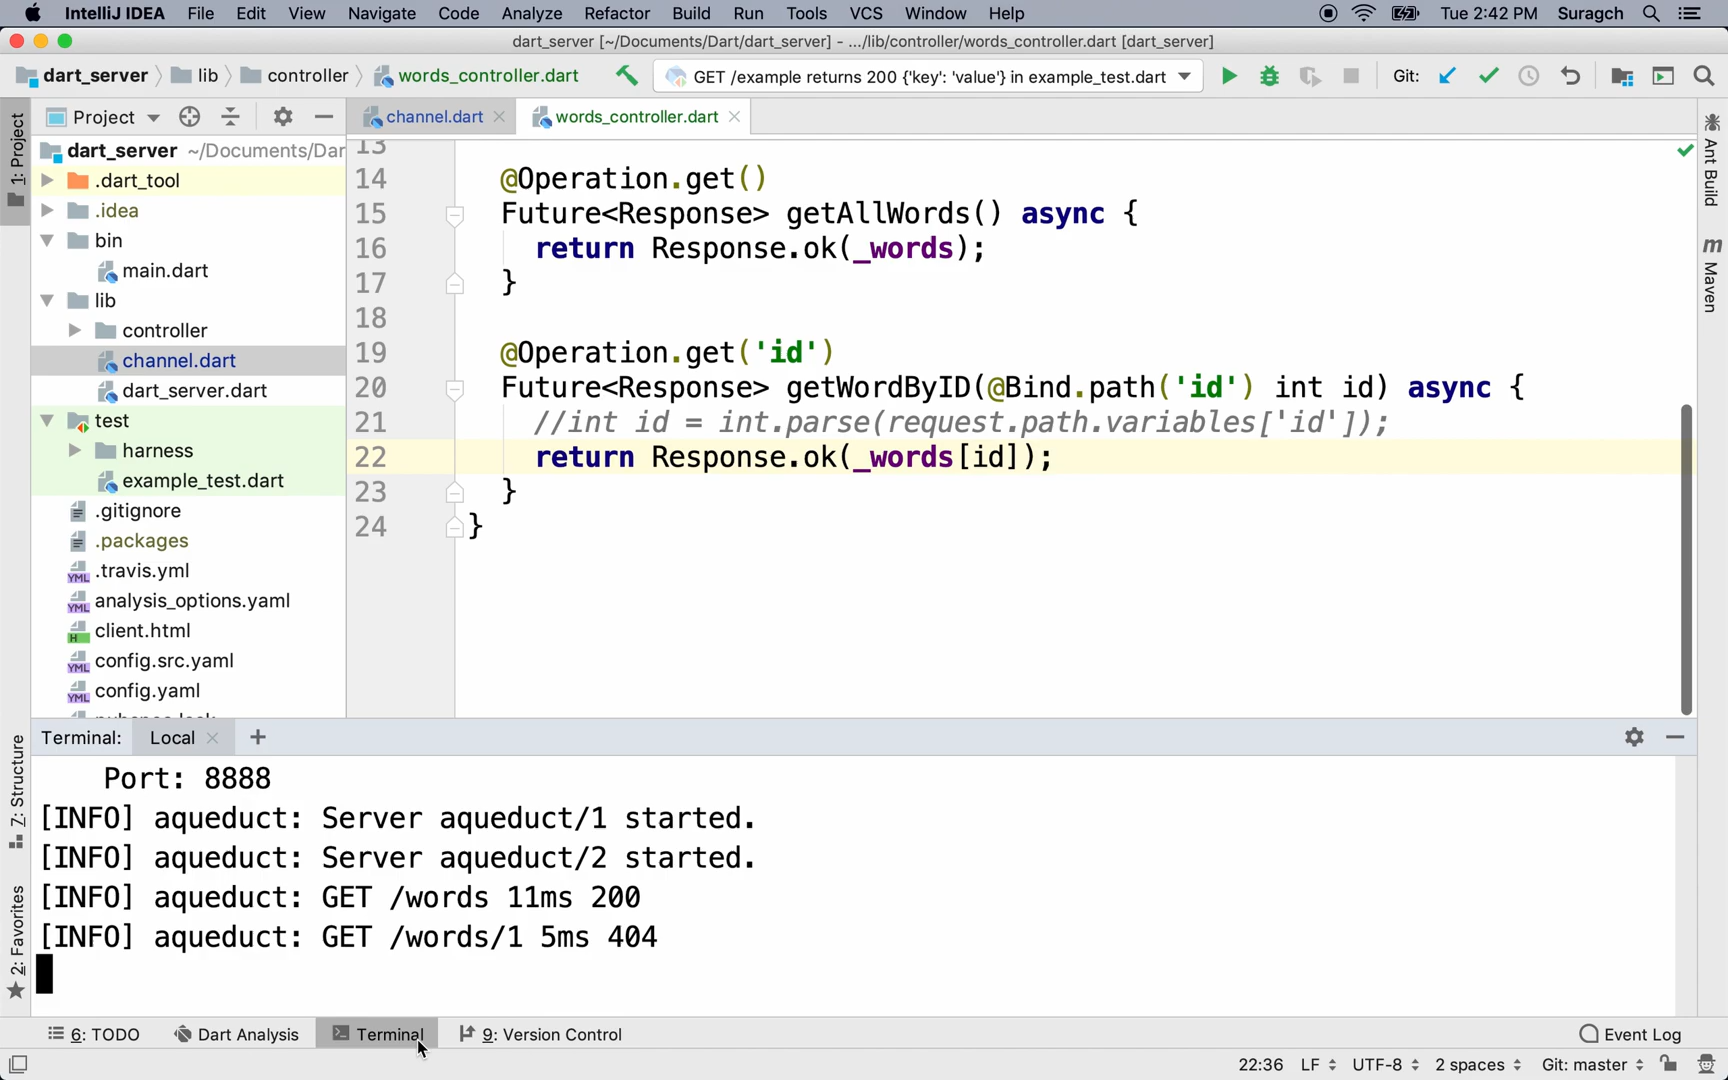 IntelliJ IDEA File Edit View Navigate Code Analyze Refactor Build Run Tools VCS Window Help Tue 2:42 PM Suragch
dart_server [~/Documents/Dart/dart_server] - .../lib/controller/words_controller.dart [dart_server]
dart_server lib controller words_controller.dart GET /example returns 200 {'key': 'value'} in example_test.dart Git:
1: Project
Project
channel.dart
words_controller.dart
dart_server ~/Documents/Dar
.dart_tool
.idea
bin
main.dart
lib
controller
channel.dart
dart_server.dart
test
harness
example_test.dart
.gitignore
.packages
.travis.yml
analysis_options.yaml
client.html
config.src.yaml
config.yaml
13
14 @Operation.get()
15 Future<Response> getAllWords() async {
16 return Response.ok(_words);
17 }
18
19 @Operation.get('id')
20 Future<Response> getWordByID(@Bind.path('id') int id) async {
21 //int id = int.parse(request.path.variables['id']);
22 return Response.ok(_words[id]);
23 }
24 }
Ant Build
m Maven
Z: Structure
2: Favorites
Terminal: Local
Port: 8888
[INFO] aqueduct: Server aqueduct/1 started.
[INFO] aqueduct: Server aqueduct/2 started.
[INFO] aqueduct: GET /words 11ms 200
[INFO] aqueduct: GET /words/1 5ms 404
6: TODO Dart Analysis Terminal 9: Version Control Event Log
22:36 LF UTF-8 2 spaces Git: master